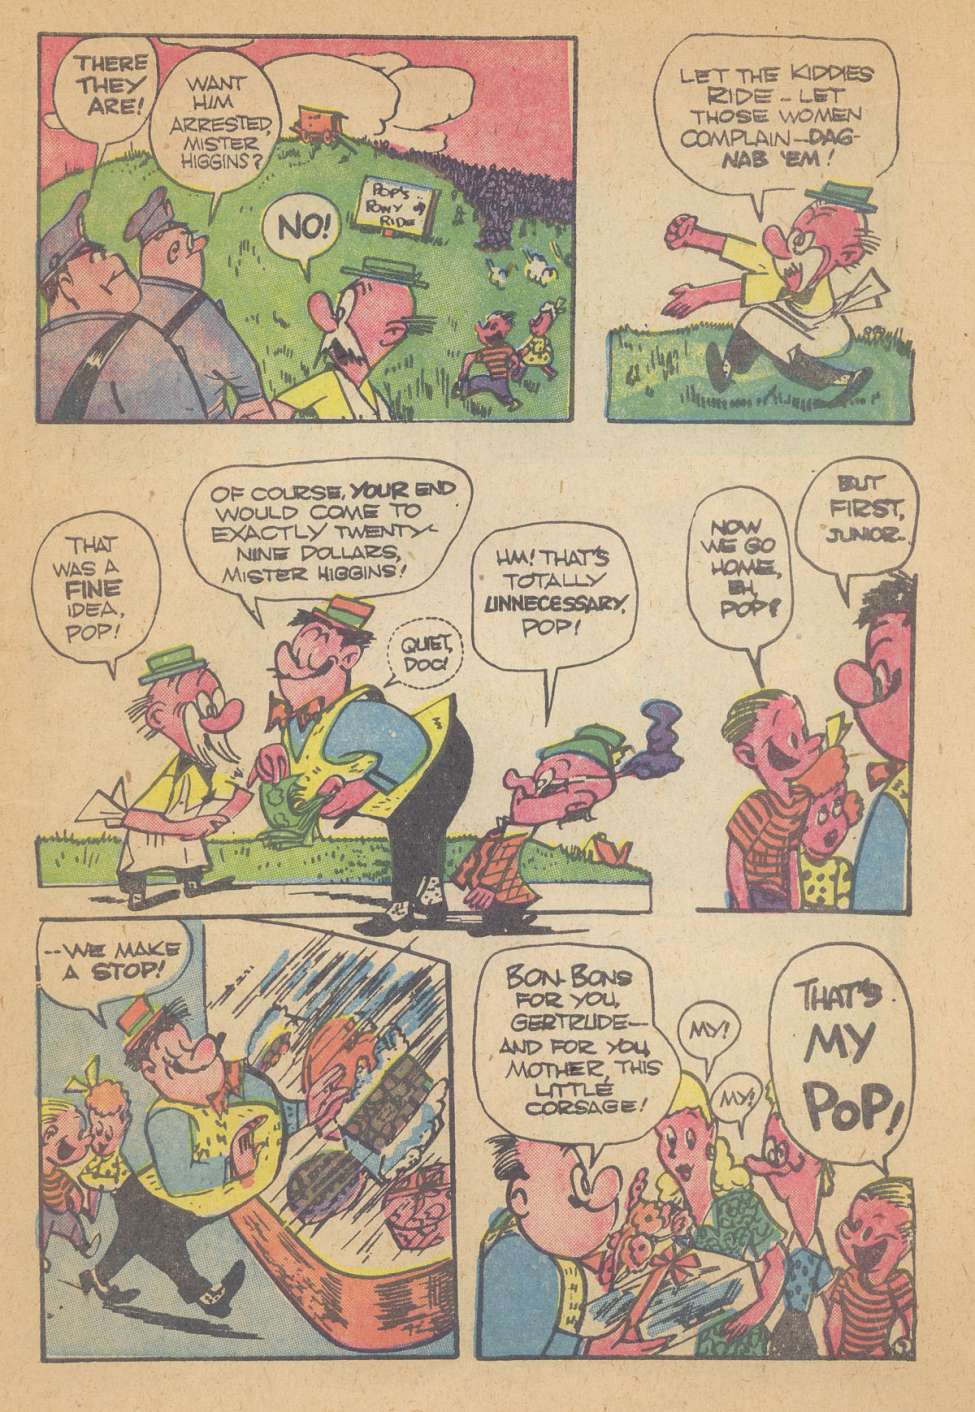 THERE
THEY
ARE!
WANT
HIM
ARRESTED,
MISTER
HIGGINS?
NO!
POP'S
PONY
RIDE
LET THE KIDDIES
RIDE - LET
THOSE WOMEN
COMPLAIN--DAG-
NAB 'EM!
THAT
WAS A
FINE
IDEA,
POP!
OF COURSE, YOUR END
WOULD COME TO
EXACTLY TWENTY-
NINE DOLLARS,
MISTER HIGGINS!
QUIET,
DOC!
HM! THAT'S
TOTALLY
UNNECESSARY,
POP!
NOW
WE GO
HOME,
EH,
POP?
BUT
FIRST,
JUNIOR--
--WE MAKE
A STOP!
BON-BONS
FOR YOU,
GERTRUDE--
AND FOR YOU,
MOTHER, THIS
LITTLE
CORSAGE!
MY!
MY!
THAT'S
MY
POP!